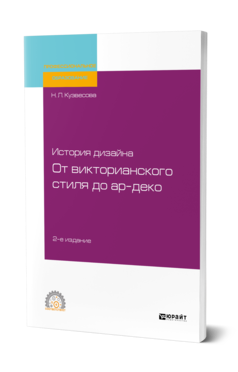 Н. Л. Кузвесова
История дизайна
От викторианского
стиля до ар-деко
2-е издание
юрайт